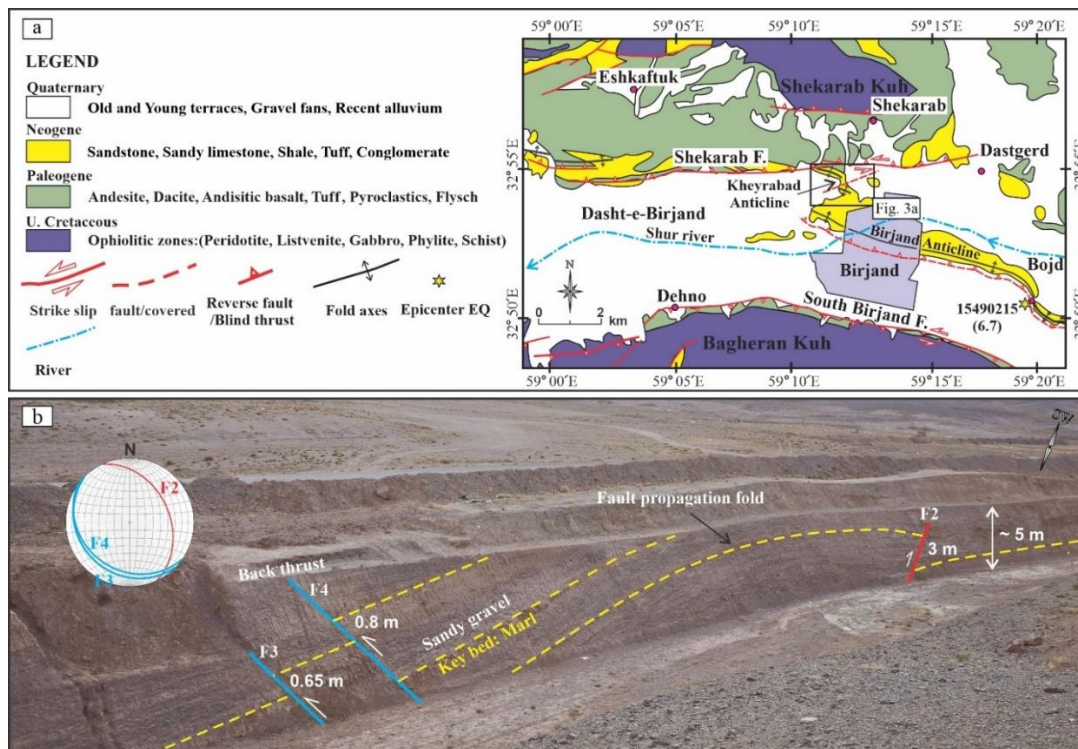 a
LEGEND
Quaternary
Old and Young terraces, Gravel fans, Recent alluvium
Neogene
Sandstone, Sandy limestone, Shale, Tuff, Conglomerate
Paleogene
Andesite, Dacite, Andisitic basalt, Tuff, Pyroclastics, Flysch
U. Cretaceous
Ophiolitic zones:(Peridotite, Listvenite, Gabbro, Phylite, Schist)
Strike slip
fault/covered
Reverse fault
/Blind thrust
Fold axes
Epicenter EQ
River
59° 00'E
59° 05'E
59° 10'E
59° 15'E
59° 20'E
32° 55'E
32° 50'E
Eshkaftuk
Shekarab Kuh
Shekarab
Shekarab F.
Dastgerd
Kheyrabad
Anticline
Fig. 3a
Dasht-e-Birjand
Shur river
Birjand
Anticline
Birjand
Bojd
N
0
2
km
Dehno
South Birjand F.
15490215
(6.7)
Bagheran Kuh
59° 00'E
59° 05'E
59° 10'E
59° 15'E
59° 20'E
b
N
F2
F4
F3
SW
Fault propagation fold
F2
3 m
~ 5 m
Back thrust
F4
0.8 m
Sandy gravel
Key bed: Marl
F3
0.65 m